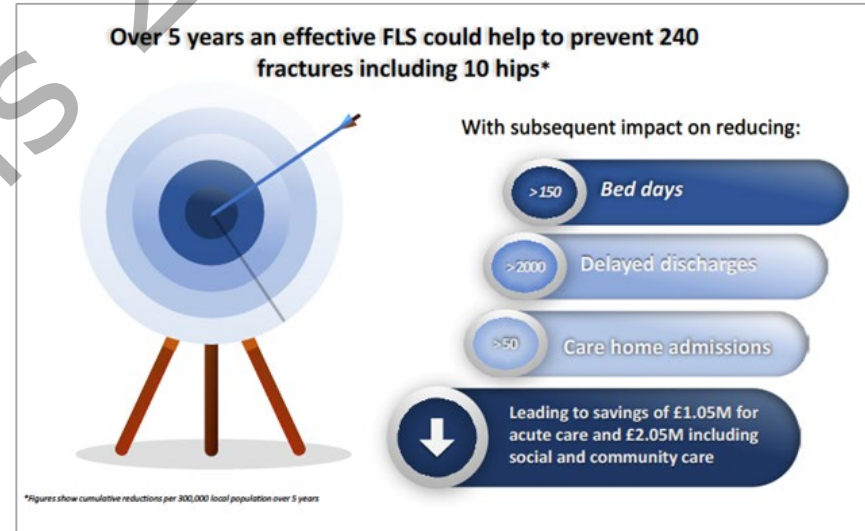 Over 5 years an effective FLS could help to prevent 240
fractures including 10 hips*
With subsequent impact on reducing:
>150 Bed days
>2000 Delayed discharges
>50 Care home admissions
Leading to savings of £1.05M for
acute care and £2.05M including
social and community care
*Figures show cumulative reductions per 300,000 local population over 5 years